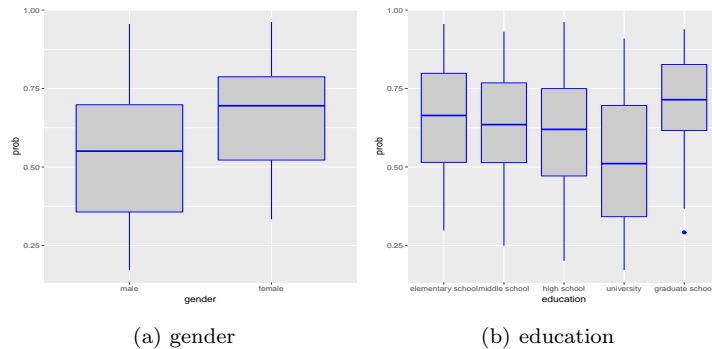 1.00
0.75
0.50
0.25
prob
male
female
gender
(a) gender
1.00
0.75
0.50
0.25
prob
elementary school
middle school
high school
university
graduate school
education
(b) education